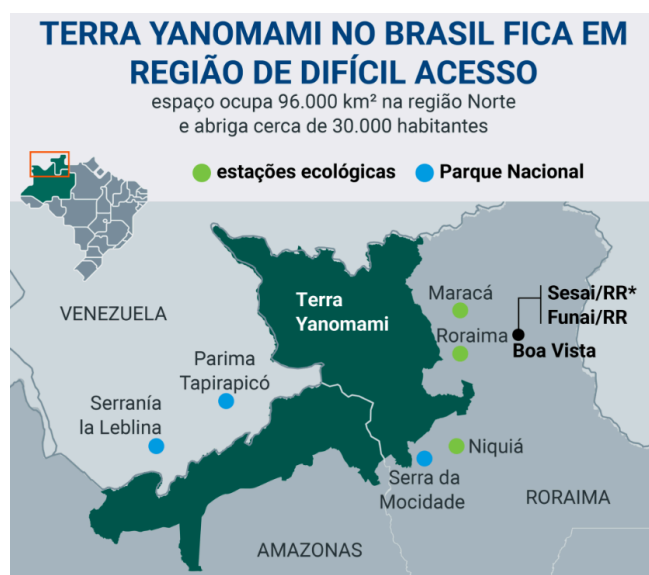 TERRA YANOMAMI NO BRASIL FICA EM
REGIÃO DE DIFÍCIL ACESSO
espaço ocupa 96.000 km² na região Norte
e abriga cerca de 30.000 habitantes
estações ecológicas
Parque Nacional
VENEZUELA
Terra
Yanomami
Maracá
Sesai/RR*
Funai/RR
Roraima
Boa Vista
Parima
Tapirapicó
Serranía
la Leblina
Niquiá
Serra da
Mocidade
RORAIMA
AMAZONAS